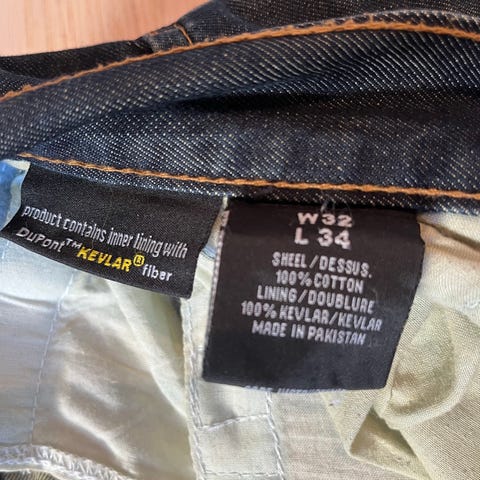 product contains inner lining with
DuPont™ KEVLAR® fiber
W32
L 34
SHEEL/DESSUS.
100% COTTON
LINING/DOUBLURE
100% KEVLAR/KEVLAR
MADE IN PAKISTAN